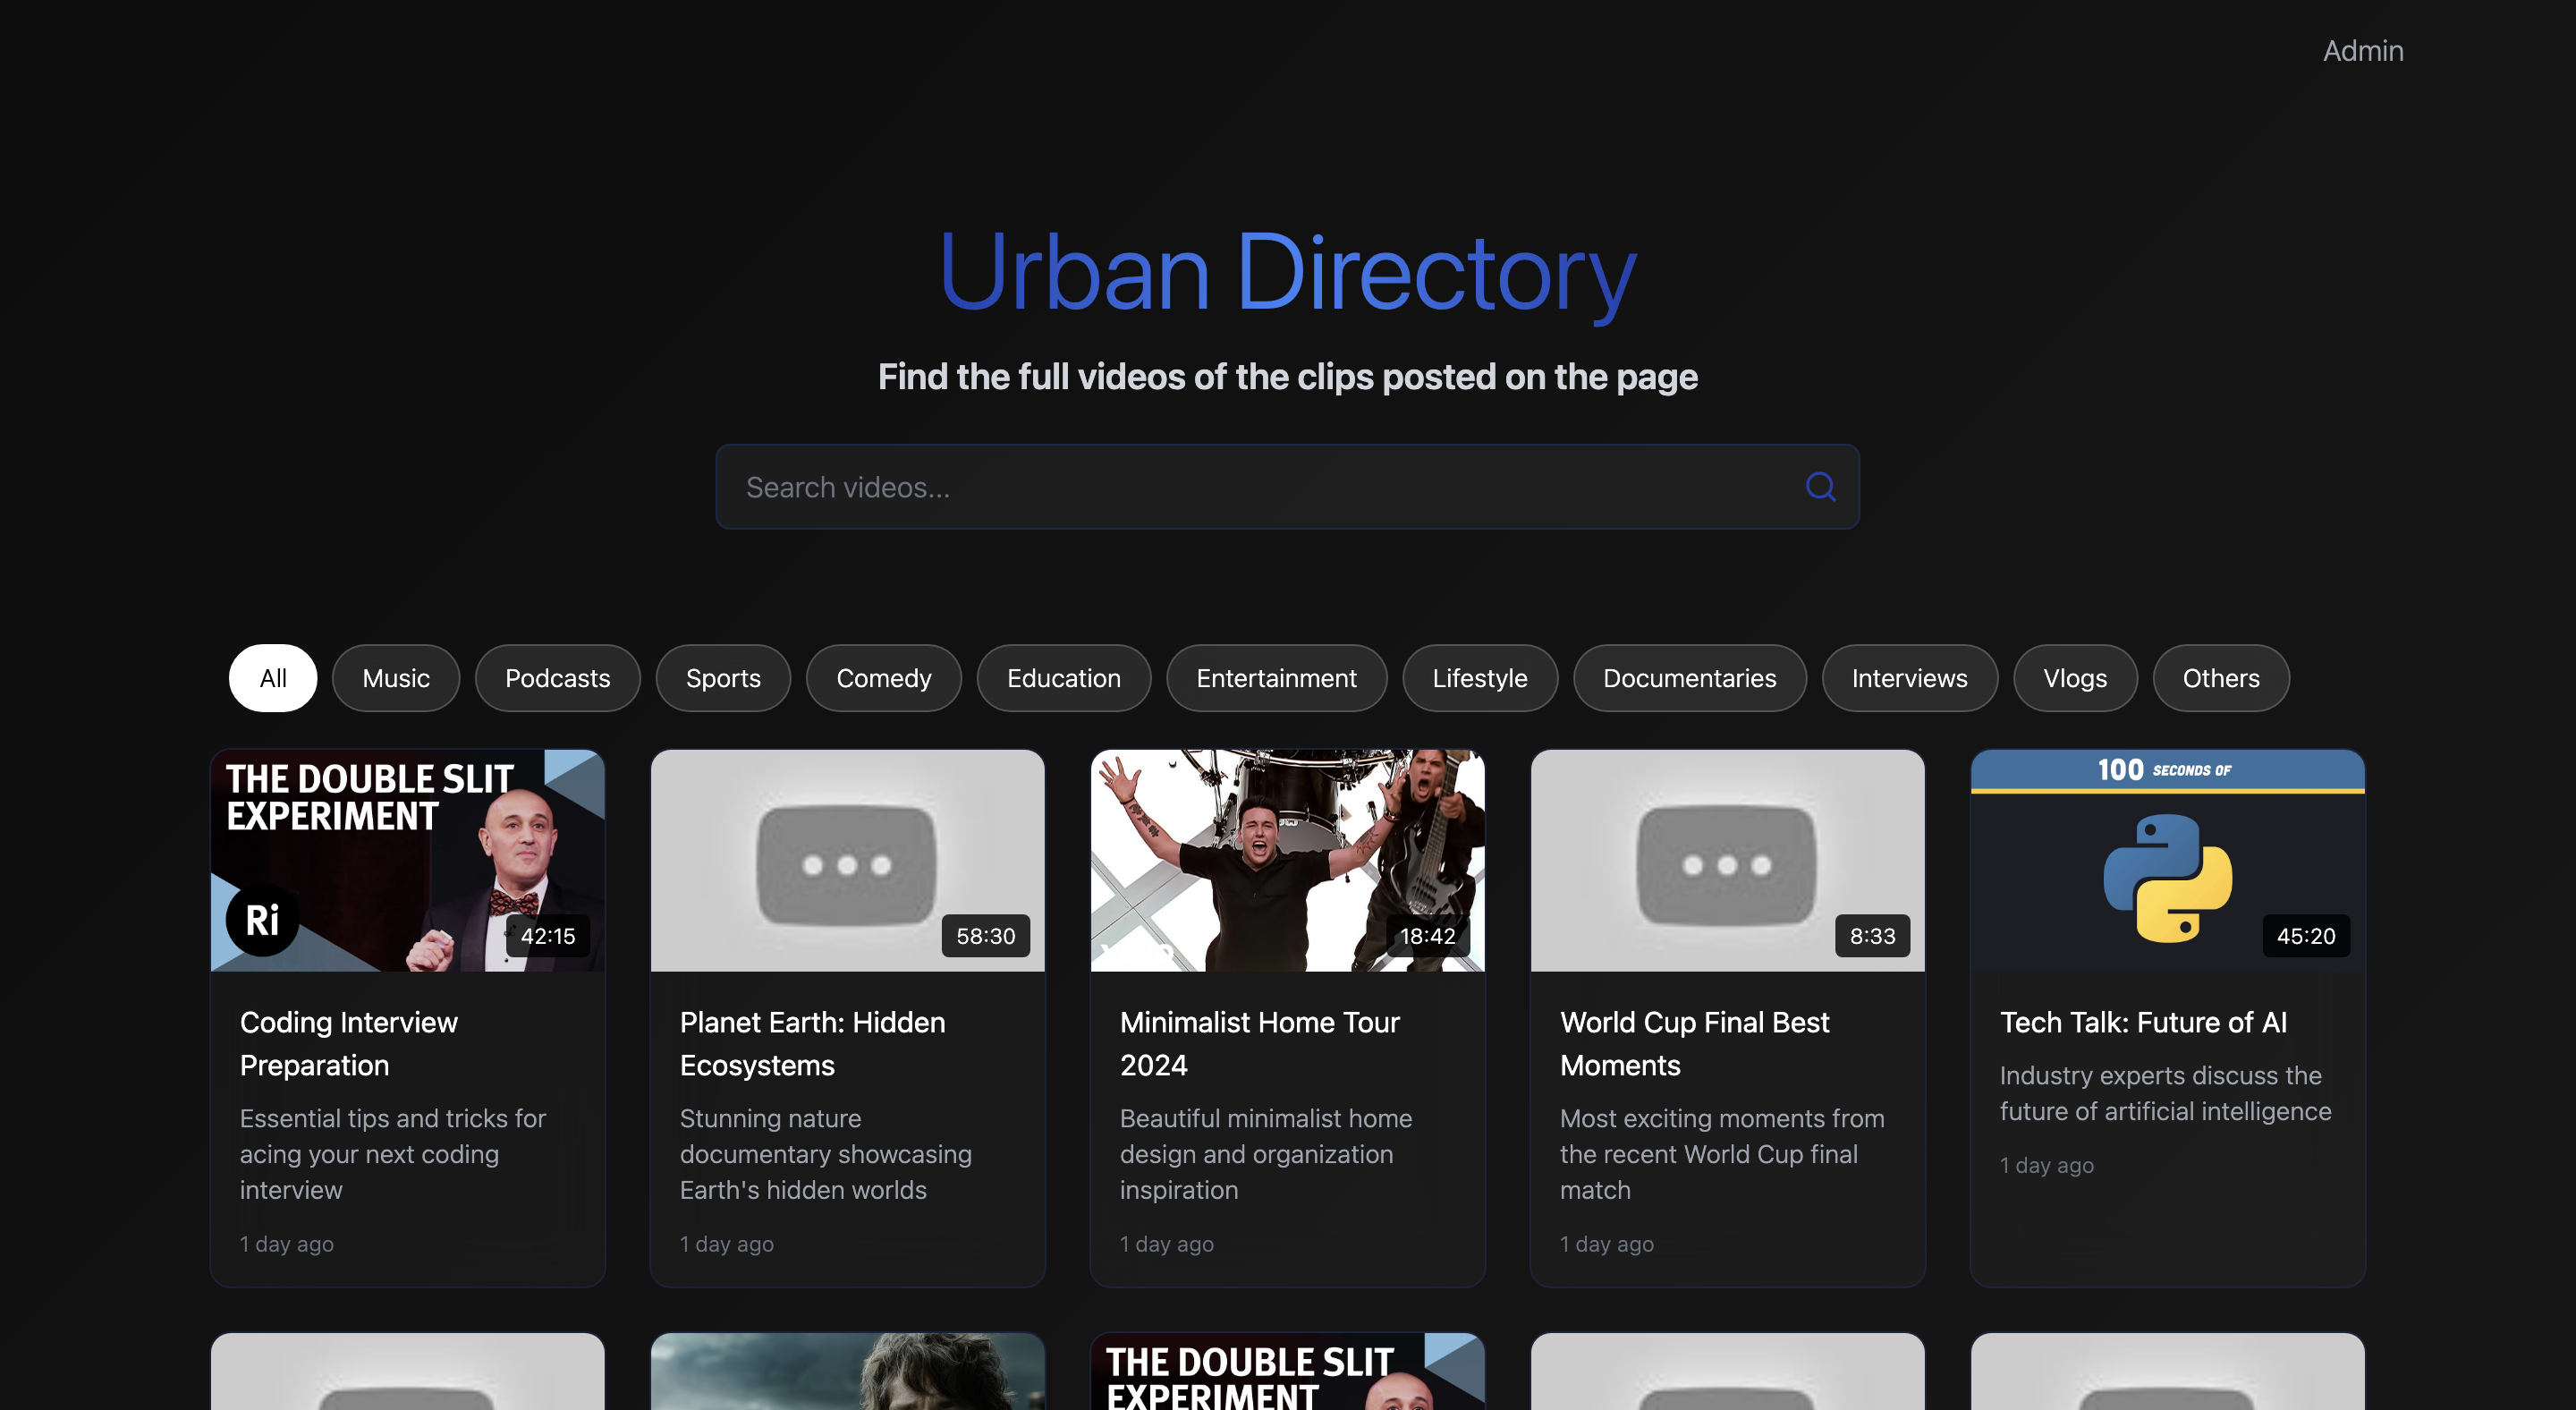 Admin
Urban Directory
Find the full videos of the clips posted on the page
Search videos...
All
Music
Podcasts
Sports
Comedy
Education
Entertainment
Lifestyle
Documentaries
Interviews
Vlogs
Others
THE DOUBLE SLIT
EXPERIMENT
Ri
42:15
Coding Interview
Preparation
Essential tips and tricks for
acing your next coding
interview
1 day ago
58:30
Planet Earth: Hidden
Ecosystems
Stunning nature
documentary showcasing
Earth's hidden worlds
1 day ago
18:42
Minimalist Home Tour
2024
Beautiful minimalist home
design and organization
inspiration
1 day ago
8:33
World Cup Final Best
Moments
Most exciting moments from
the recent World Cup final
match
1 day ago
100 SECONDS OF
45:20
Tech Talk: Future of AI
Industry experts discuss the
future of artificial intelligence
1 day ago
THE DOUBLE SLIT
EXPERIMENT